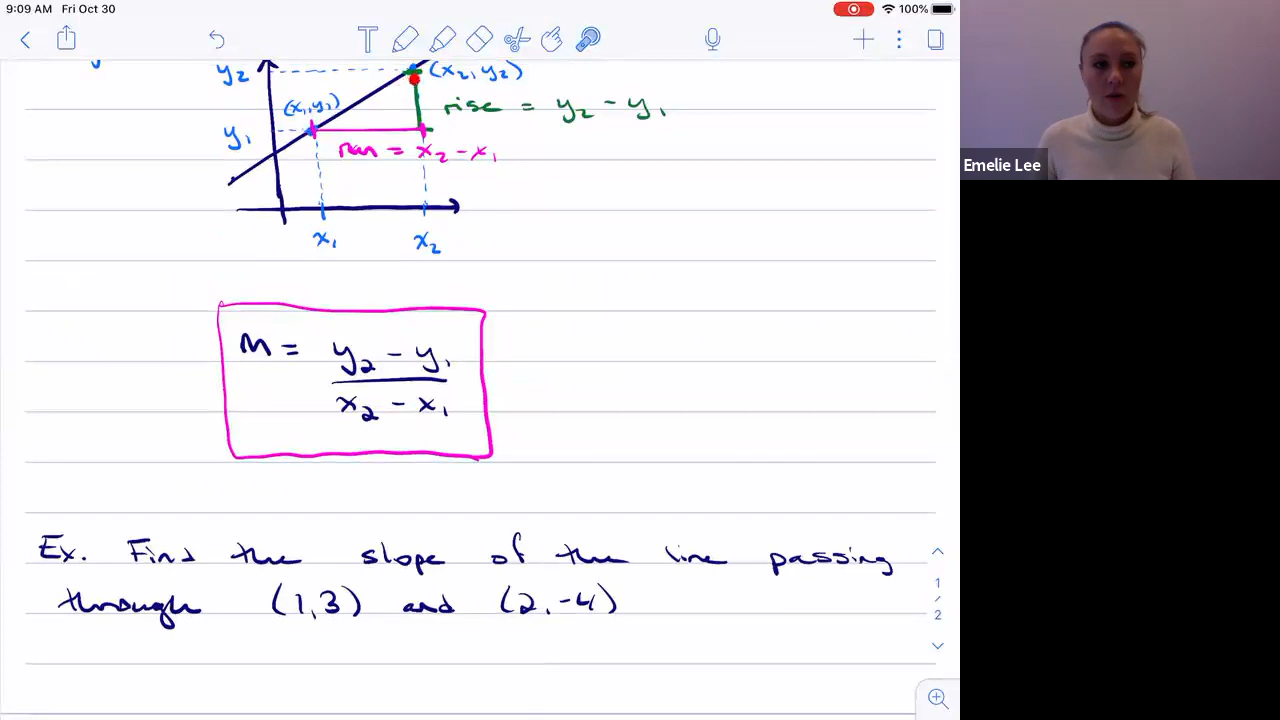 9:09 AM Fri Oct 30
100%
y₂
(x₂, y₂)
(x₁, y₁)
rise = y₂ - y₁
y₁
run = x₂ - x₁
x₁ x₂
Emelie Lee
M = y₂ - y₁
x₂ - x₁
Ex. Find the slope of the line passing
through (1,3) and (2,-4)
1
/
2